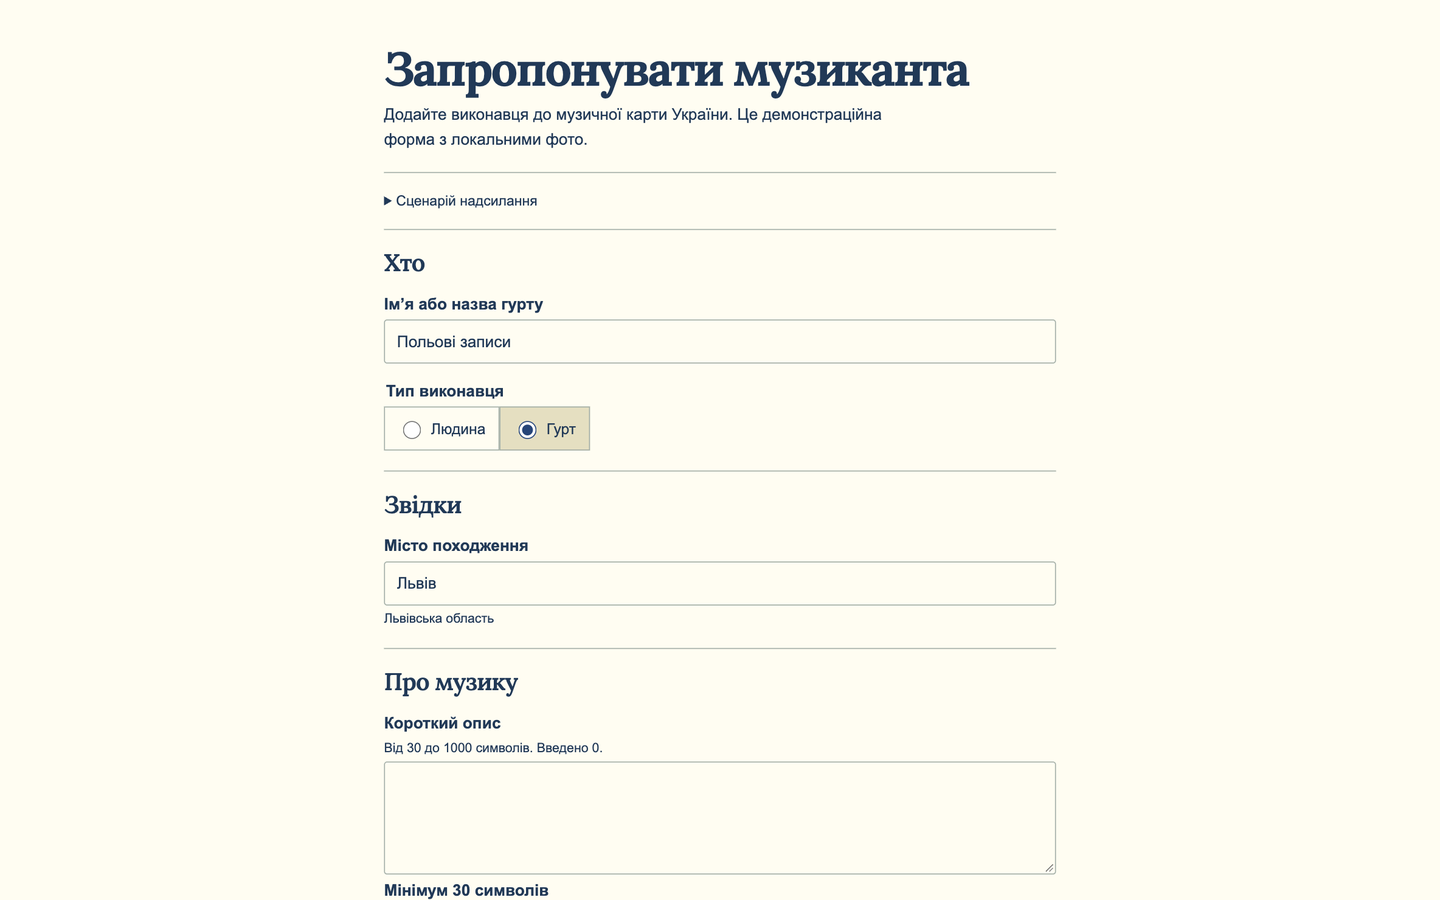 Запропонувати музиканта
Додайте виконавця до музичної карти України. Це демонстраційна
форма з локальними фото.
Сценарій надсилання
Хто
Ім’я або назва гурту
Польові записи
Тип виконавця
Людина
Гурт
Звідки
Місто походження
Львів
Львівська область
Про музику
Короткий опис
Від 30 до 1000 символів. Введено 0.
Мінімум 30 символів